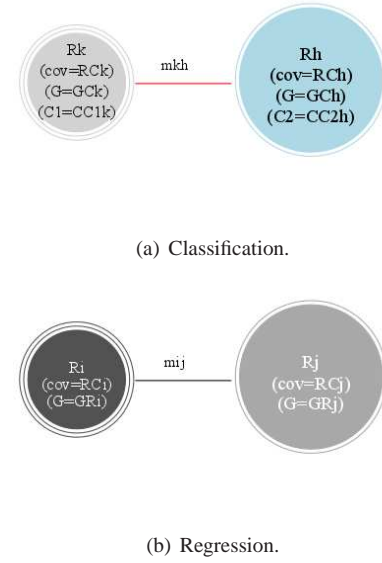 Rk
(cov=RCk)
(G=GCk)
(C1=CC1k)
mkh
Rh
(cov=RCh)
(G=GCh)
(C2=CC2h)
(a) Classification.
Ri
(cov=RCi)
(G=GRi)
mij
Rj
(cov=RCj)
(G=GRj)
(b) Regression.